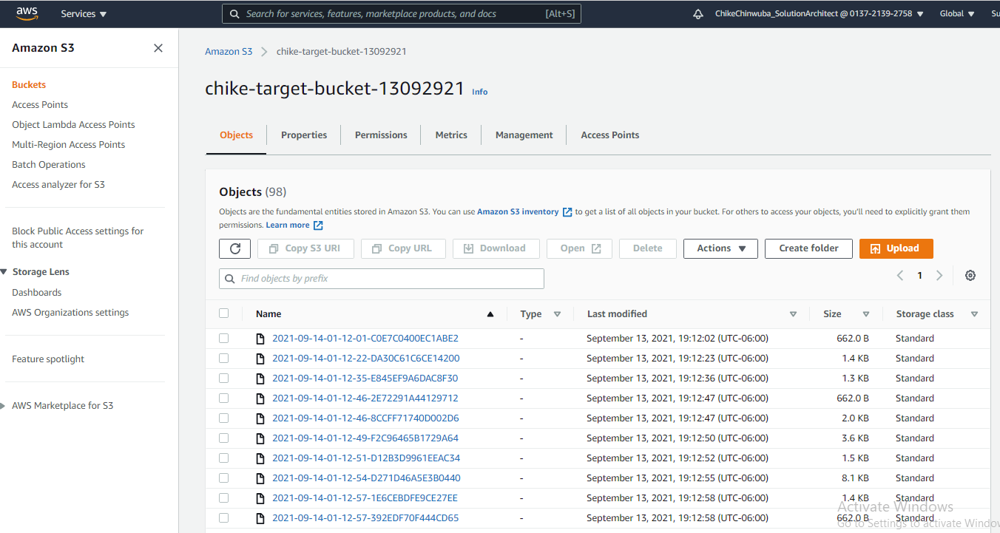 aws Services Search for services, features, marketplace products, and docs [Alt+S] ChikeChinwuba_SolutionArchitect @ 0137-2139-2758 Global Su
Amazon S3
Buckets
Access Points
Object Lambda Access Points
Multi-Region Access Points
Batch Operations
Access analyzer for S3
Block Public Access settings for
this account
Storage Lens
Dashboards
AWS Organizations settings
Feature spotlight
AWS Marketplace for S3
Amazon S3 chike-target-bucket-13092921
chike-target-bucket-13092921 Info
Objects Properties Permissions Metrics Management Access Points
Objects (98)
Objects are the fundamental entities stored in Amazon S3. You can use Amazon S3 inventory to get a list of all objects in your bucket. For others to access your objects, you'll need to explicitly grant them
permissions. Learn more
Copy S3 URI Copy URL Download Open Delete Actions Create folder Upload
Find objects by prefix 1
Name Type Last modified Size Storage class
2021-09-14-01-12-01-C0E7C0400EC1ABE2 - September 13, 2021, 19:12:02 (UTC-06:00) 662.0 B Standard
2021-09-14-01-12-22-DA30C61C6CE14200 - September 13, 2021, 19:12:23 (UTC-06:00) 1.4 KB Standard
2021-09-14-01-12-35-E845EF9A6DAC8F30 - September 13, 2021, 19:12:36 (UTC-06:00) 1.3 KB Standard
2021-09-14-01-12-46-2E72291A44129712 - September 13, 2021, 19:12:47 (UTC-06:00) 662.0 B Standard
2021-09-14-01-12-46-8CCFF71740D002D6 - September 13, 2021, 19:12:47 (UTC-06:00) 2.0 KB Standard
2021-09-14-01-12-49-F2C96465B1729A64 - September 13, 2021, 19:12:50 (UTC-06:00) 3.6 KB Standard
2021-09-14-01-12-51-D12B3D9961EEAC34 - September 13, 2021, 19:12:52 (UTC-06:00) 1.5 KB Standard
2021-09-14-01-12-54-D271D46A5E3B0440 - September 13, 2021, 19:12:55 (UTC-06:00) 8.1 KB Standard
2021-09-14-01-12-57-1E6CEBDFE9CE27EE - September 13, 2021, 19:12:58 (UTC-06:00) 1.4 KB Standard
Activate Windows
2021-09-14-01-12-57-392EDF70F444CD65 - September 13, 2021, 19:12:58 (UTC-06:00) 662.0 B Standard
Go to Settings to activate Window